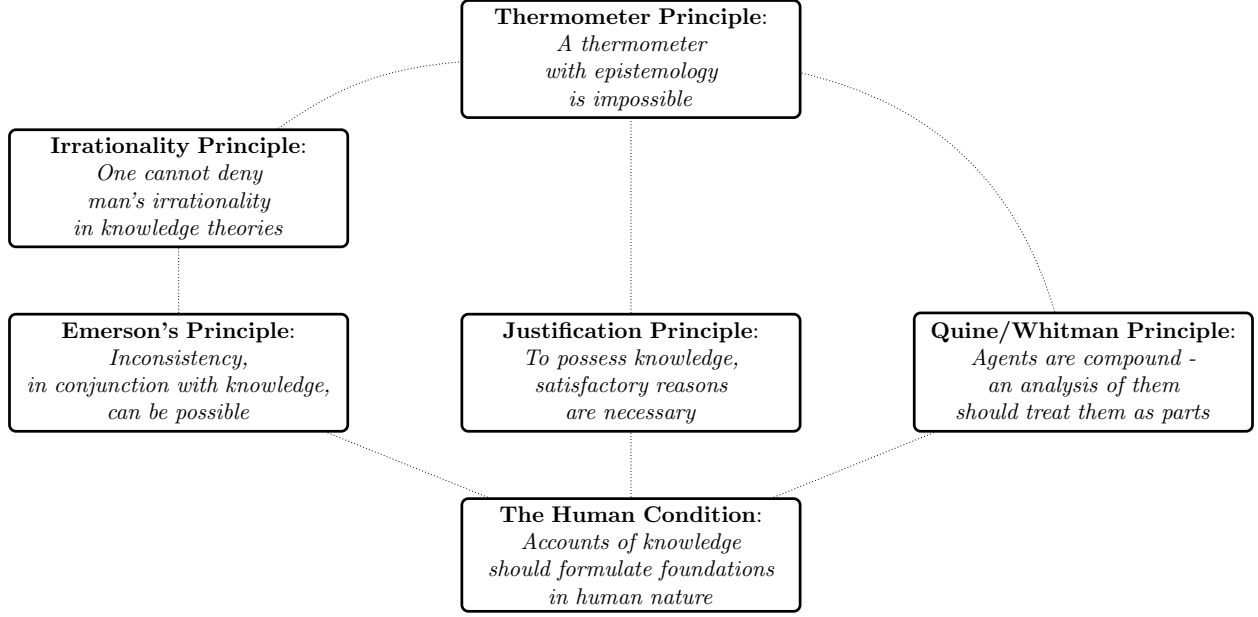 Thermometer Principle:
A thermometer
with epistemology
is impossible
Irrationality Principle:
One cannot deny
man's irrationality
in knowledge theories
Emerson's Principle:
Inconsistency,
in conjunction with knowledge,
can be possible
Justification Principle:
To possess knowledge,
satisfactory reasons
are necessary
Quine/Whitman Principle:
Agents are compound -
an analysis of them
should treat them as parts
The Human Condition:
Accounts of knowledge
should formulate foundations
in human nature